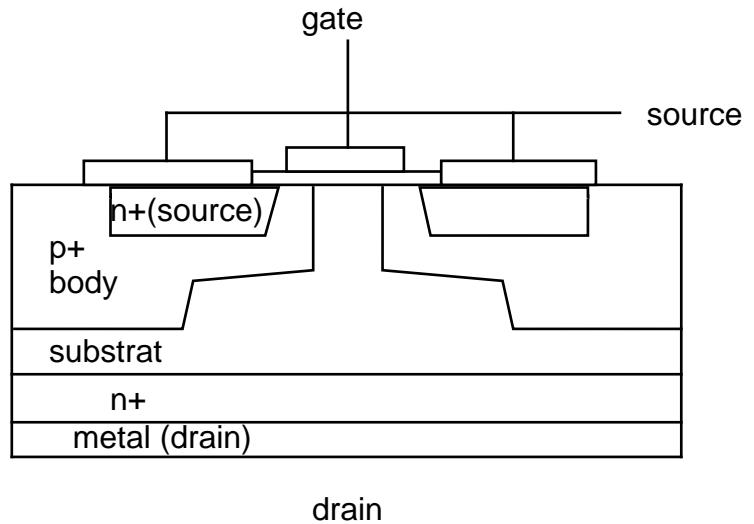 gate
source
n+(source)
p+
body
substrat
n+
metal (drain)
drain